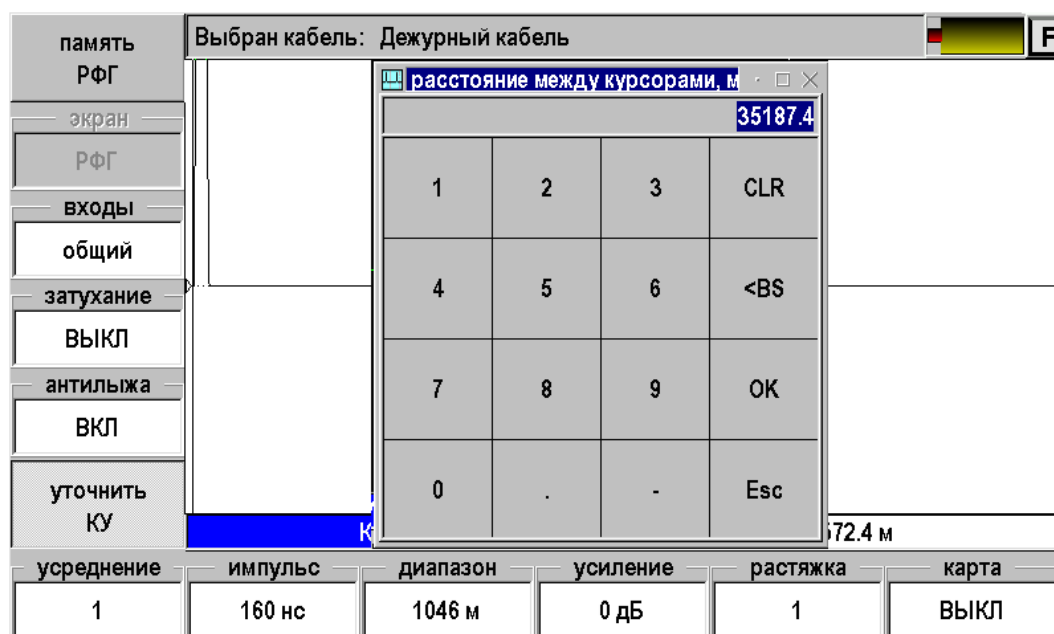 память
РФГ
экран
РФГ
входы
общий
затухание
ВЫКЛ
антилыжа
ВКЛ
уточнить
КУ
Выбран кабель: Дежурный кабель
F
расстояние между курсорами, м
35187.4
1 2 3 CLR
4 5 6 <BS
7 8 9 OK
0 . - Esc
72.4 м
усреднение импульс диапазон усиление растяжка карта
1 160 нс 1046 м 0 дБ 1 ВЫКЛ